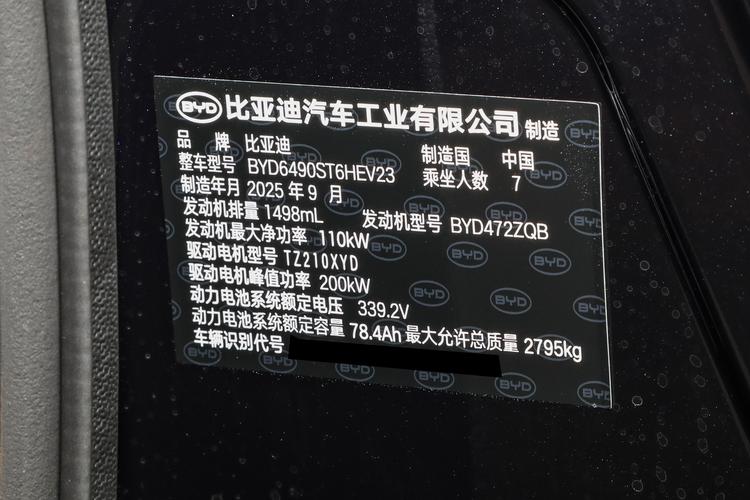 BYD 比亚迪汽车工业有限公司 制造
品 牌 比亚迪 制造国 中国
整车型号 BYD6490ST6HEV23 乘坐人数 7
制造年月 2025 年 9 月
发动机排量 1498mL 发动机型号 BYD472ZQB
发动机最大净功率 110kW
驱动电机型号 TZ210XYD
驱动电机峰值功率 200kW
动力电池系统额定电压 339.2V
动力电池系统额定容量 78.4Ah 最大允许总质量 2795kg
车辆识别代号